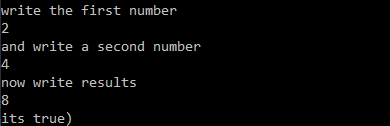 write the first number
2
and write a second number
4
now write results
8
its true)